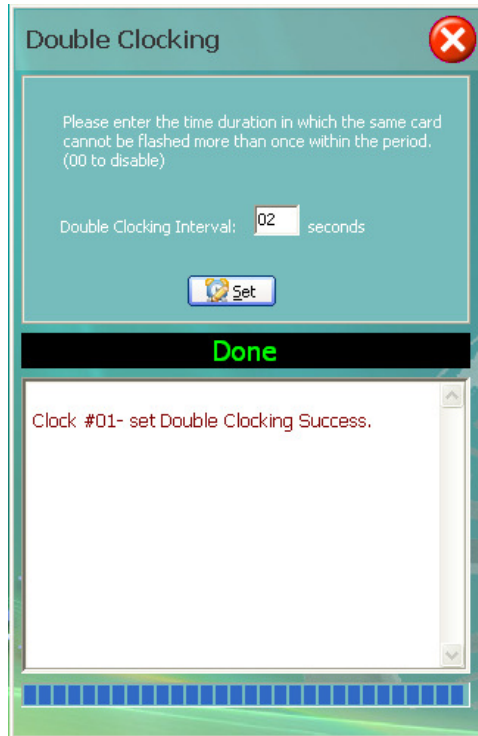 Double Clocking
Please enter the time duration in which the same card
cannot be flashed more than once within the period.
(00 to disable)
Double Clocking Interval: 02 seconds
Set
Done
Clock #01- set Double Clocking Success.